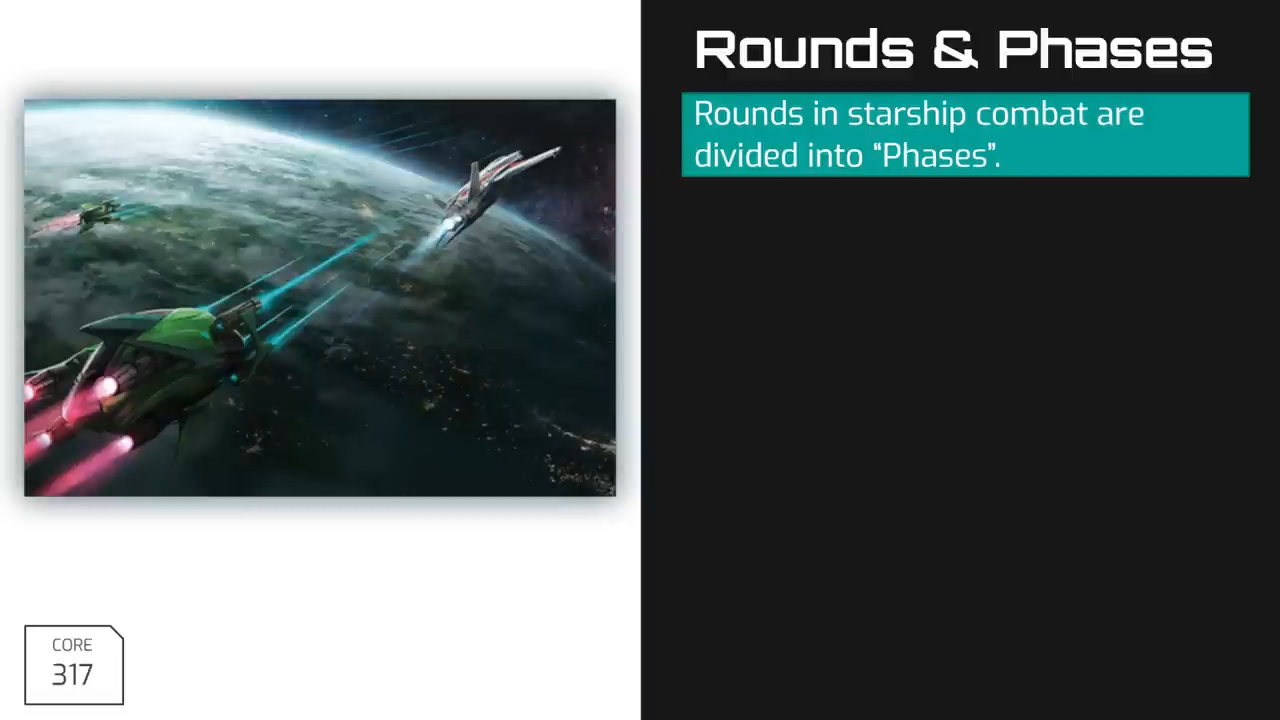 Rounds & Phases
Rounds in starship combat are
divided into “Phases”.
CORE
317